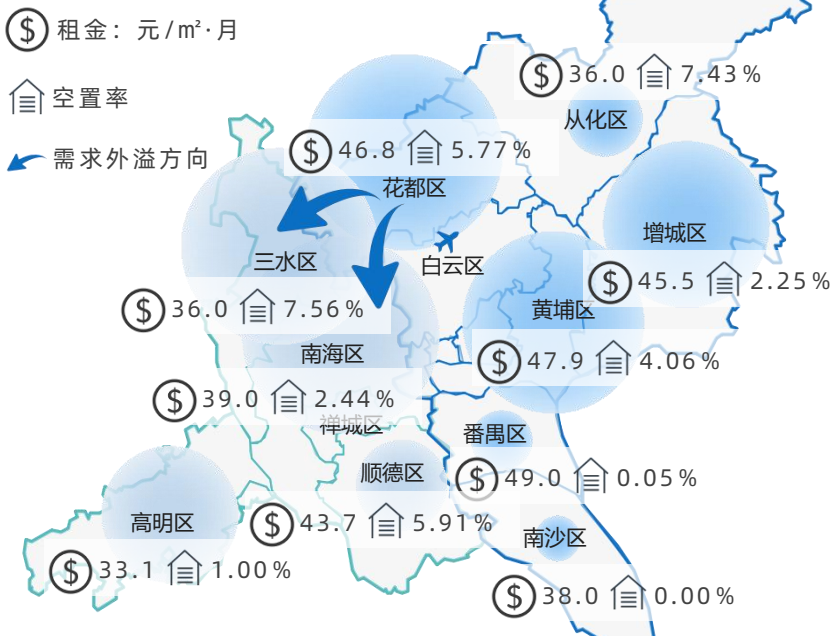 $ 租金：元/m²·月
空置率
需求外溢方向
$ 36.0 7.43%
从化区
$ 46.8 5.77%
花都区
增城区
三水区
白云区
$ 45.5 2.25%
$ 36.0 7.56%
黄埔区
南海区
$ 47.9 4.06%
$ 39.0 2.44%
禅城区
番禺区
顺德区
$ 49.0 0.05%
高明区
$ 43.7 5.91%
南沙区
$ 33.1 1.00%
$ 38.0 0.00%